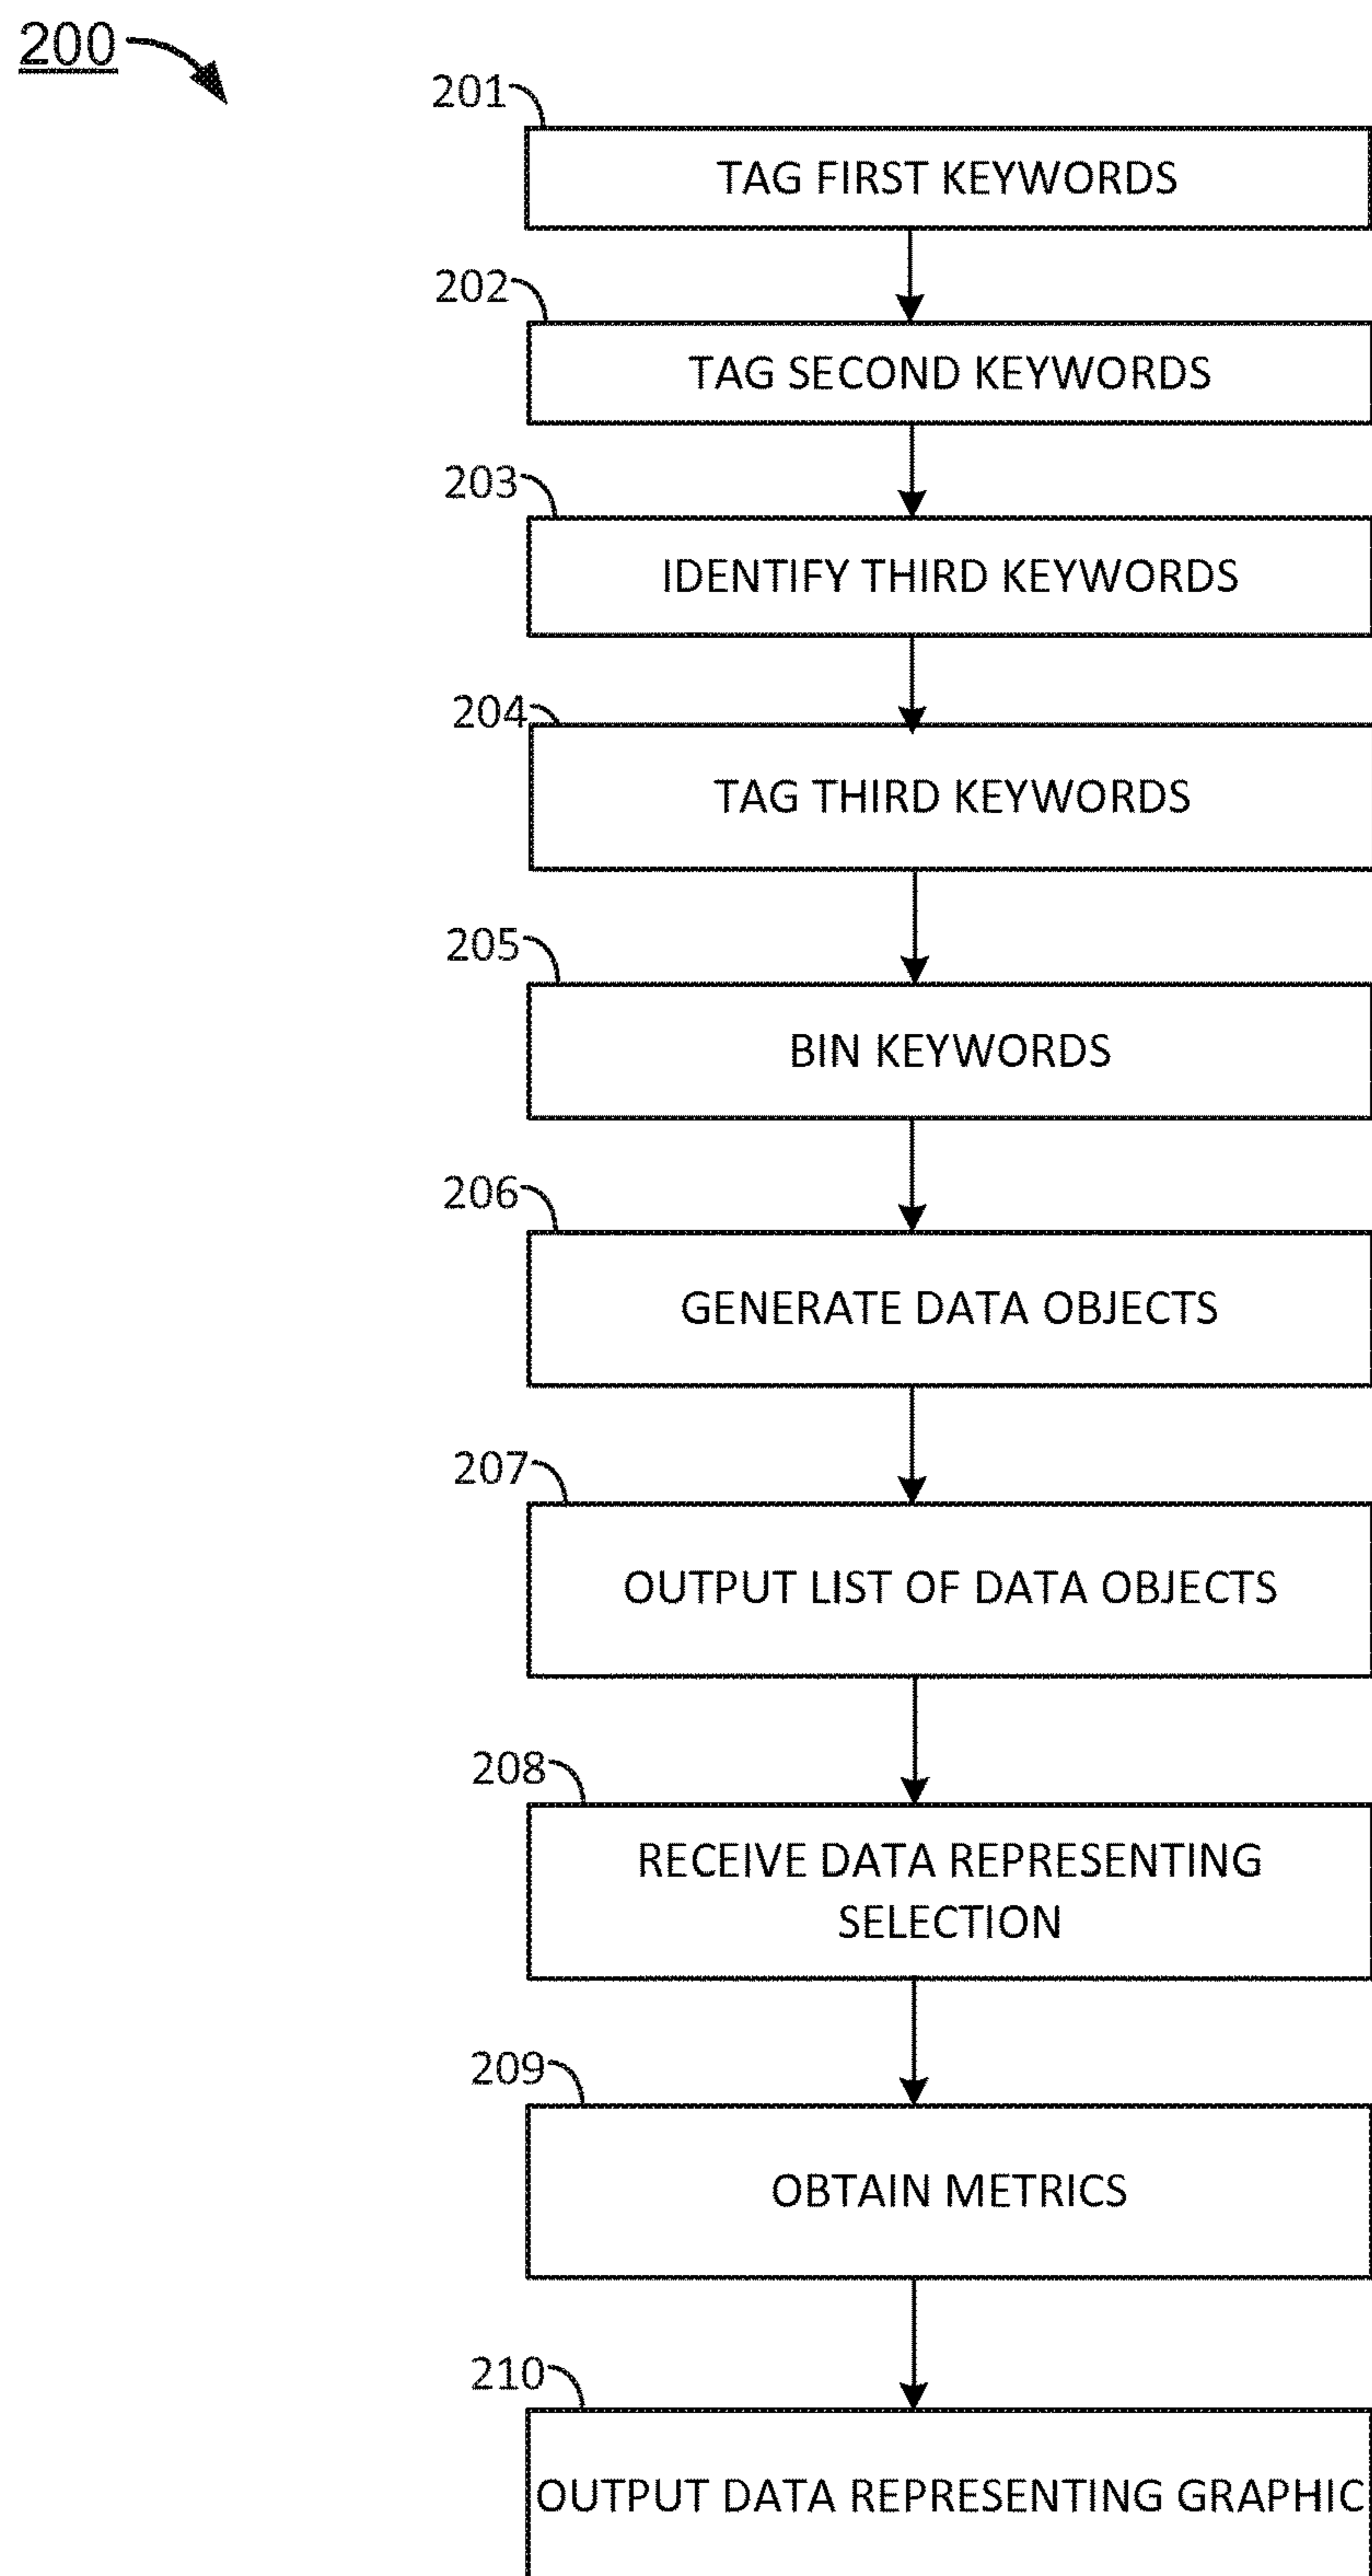 200
201
TAG FIRST KEYWORDS
202
TAG SECOND KEYWORDS
203
IDENTIFY THIRD KEYWORDS
204
TAG THIRD KEYWORDS
205
BIN KEYWORDS
206
GENERATE DATA OBJECTS
207
OUTPUT LIST OF DATA OBJECTS
208
RECEIVE DATA REPRESENTING
SELECTION
209
OBTAIN METRICS
210
OUTPUT DATA REPRESENTING GRAPHIC